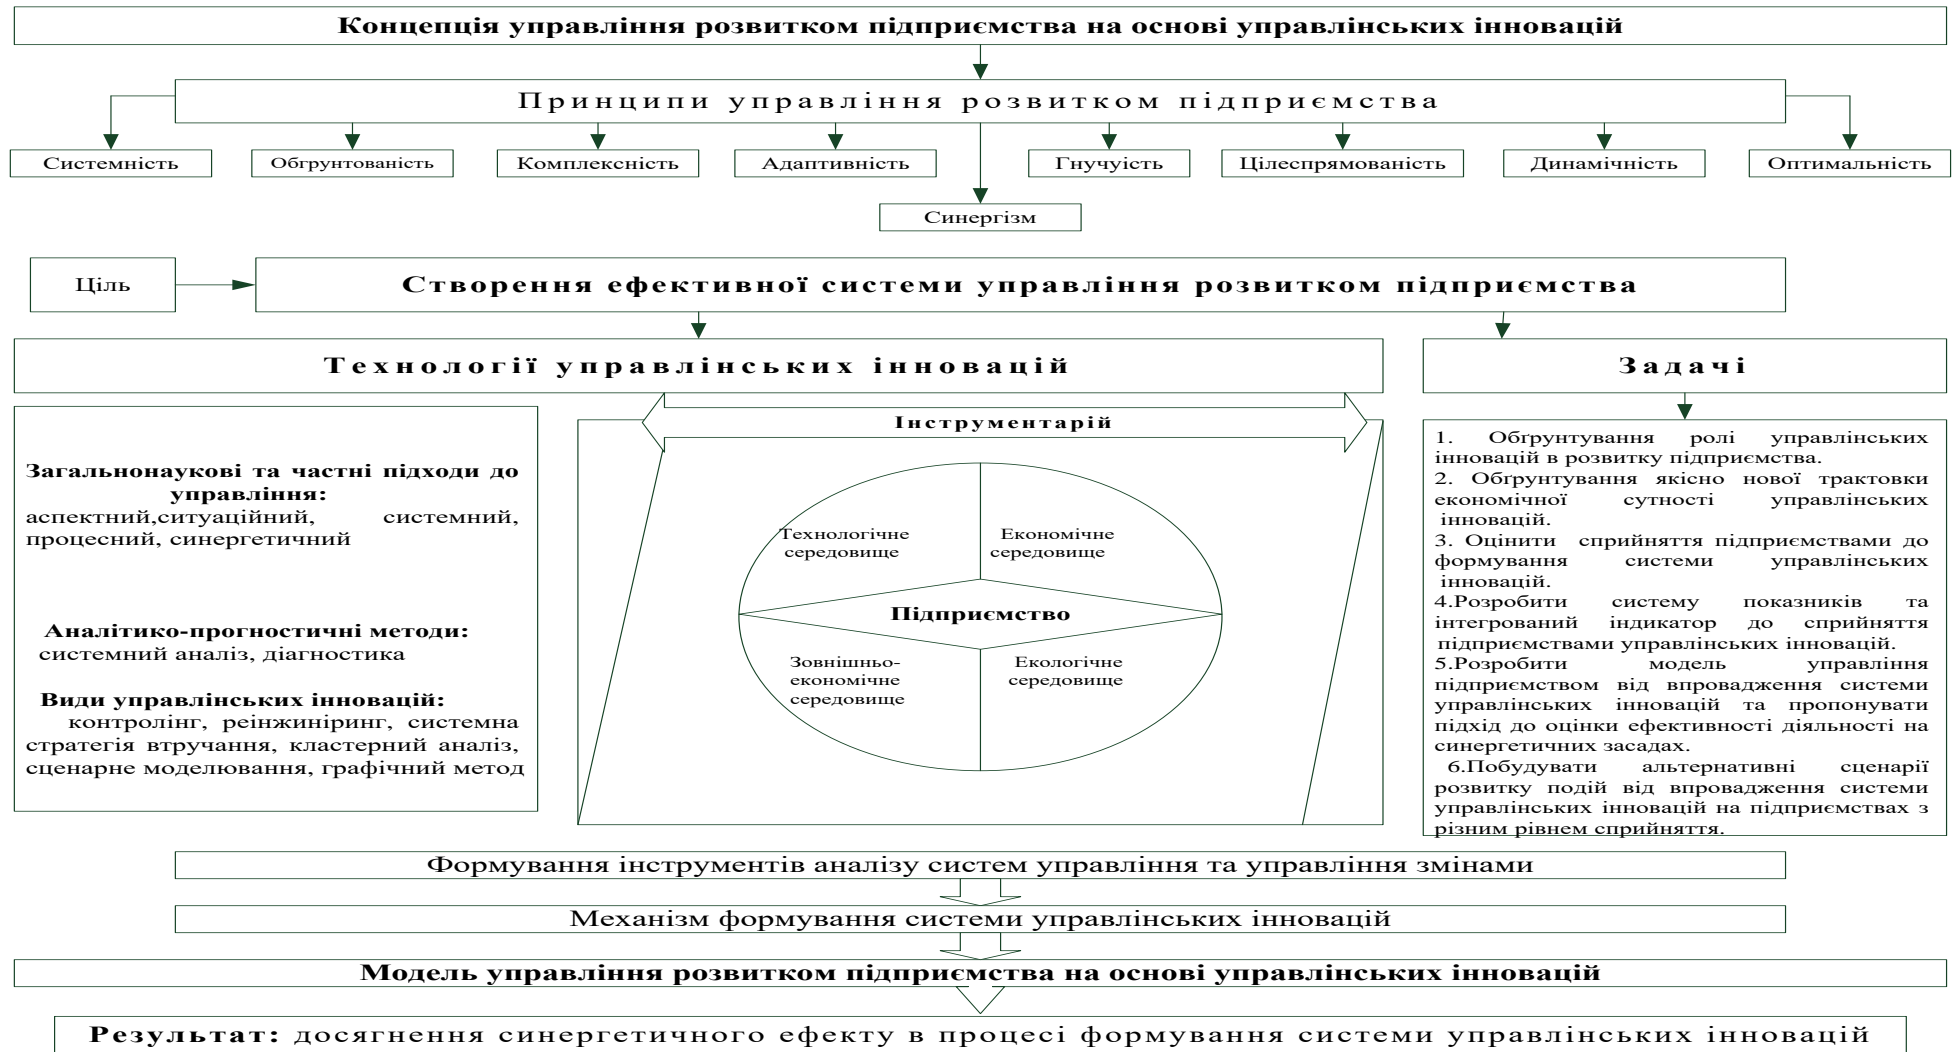 Концепція управління розвитком підприємства на основі управлінських інновацій
Принципи управління розвитком підприємства
Системність
Обгрунтованість
Комплексність
Адаптивність
Гнучуість
Цілеспрямованість
Динамічність
Оптимальність
Синергізм
Ціль
Створення ефективної системи управління розвитком підприємства
Технології управлінських інновацій
Задачі
Загальнонаукові та частні підходи до
управління:
аспектний,ситуаційний, системний,
процесний, синергетичний
Аналітико-прогностичні методи:
системний аналіз, діагностика
Види управлінських інновацій:
контролінг, реінжиніринг, системна
стратегія втручання, кластерний аналіз,
сценарне моделювання, графічний метод
Інструментарій
Технологічне
середовище
Економічне
середовище
Підприємство
Зовнішньо-
економічне
середовище
Екологічне
середовище
1. Обґрунтування ролі управлінських
інновацій в розвитку підприємства.
2. Обґрунтування якісно нової трактовки
економічної сутності управлінських
інновацій.
3. Оцінити сприйняття підприємствами до
формування системи управлінських
інновацій.
4.Розробити систему показників та
інтегрований індикатор до сприйняття
підприємствами управлінських інновацій.
5.Розробити модель управління
підприємством від впровадження системи
управлінських інновацій та пропонувати
підхід до оцінки ефективності діяльності на
синергетичних засадах.
6.Побудувати альтернативні сценарії
розвитку подій від впровадження системи
управлінських інновацій на підприємствах з
різним рівнем сприйняття.
Формування інструментів аналізу систем управління та управління змінами
Механізм формування системи управлінських інновацій
Модель управління розвитком підприємства на основі управлінських інновацій
Результат: досягнення синергетичного ефекту в процесі формування системи управлінських інновацій